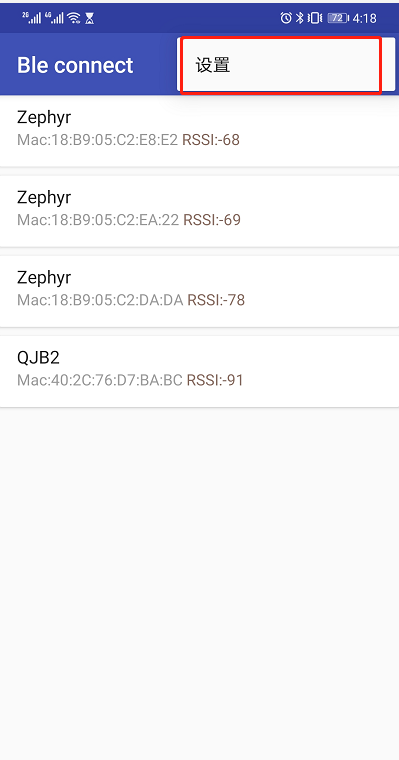 2G 4G 72 4:18
Ble connect 设置
Zephyr
Mac:18:B9:05:C2:E8:E2 RSSI:-68
Zephyr
Mac:18:B9:05:C2:EA:22 RSSI:-69
Zephyr
Mac:18:B9:05:C2:DA:DA RSSI:-78
QJB2
Mac:40:2C:76:D7:BA:BC RSSI:-91